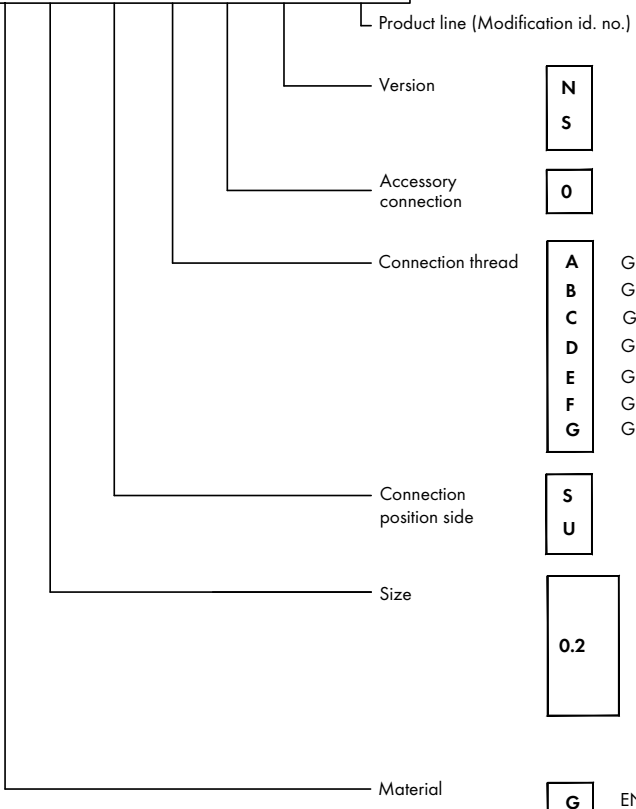 Product line (Modification id. no.)
Version
N
S
Accessory
connection
0
Connection thread
A G
B G
C G
D G
E G
F G
G G
Connection
position side
S
U
Size
0.2
Material
G EN